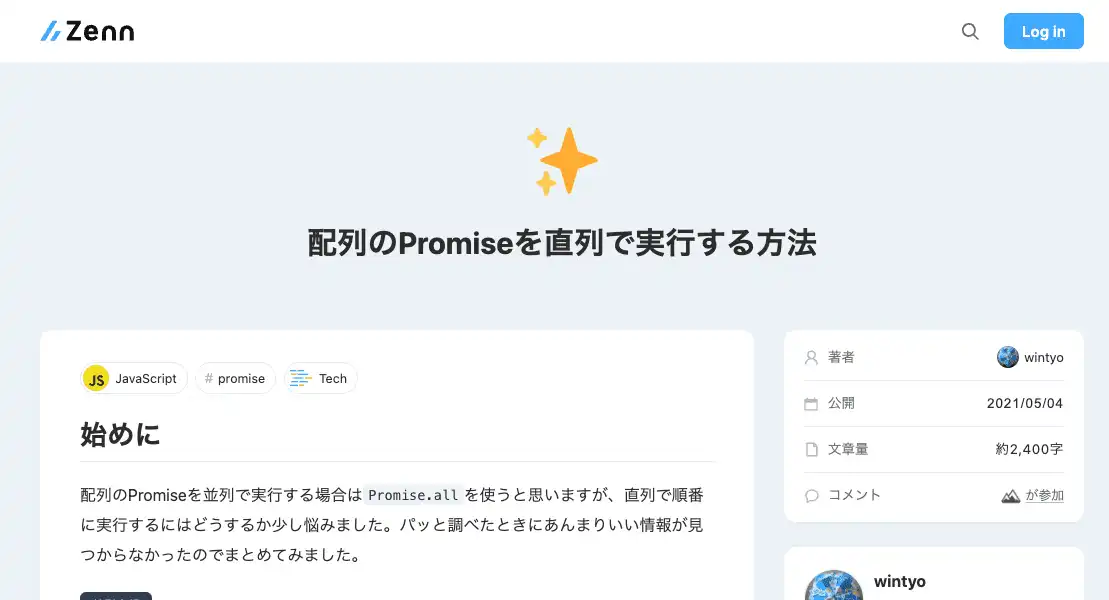 Zenn
Log in
配列のPromiseを直列で実行する方法
JavaScript
# promise
Tech
始めに
配列のPromiseを並列で実行する場合は Promise.all を使うと思いますが、直列で順番
に実行するにはどうするか少し悩みました。パッと調べたときにあんまりいい情報が見
つからなかったのでまとめてみました。
著者 wintyo
公開 2021/05/04
文章量 約2,400字
コメント が参加
wintyo